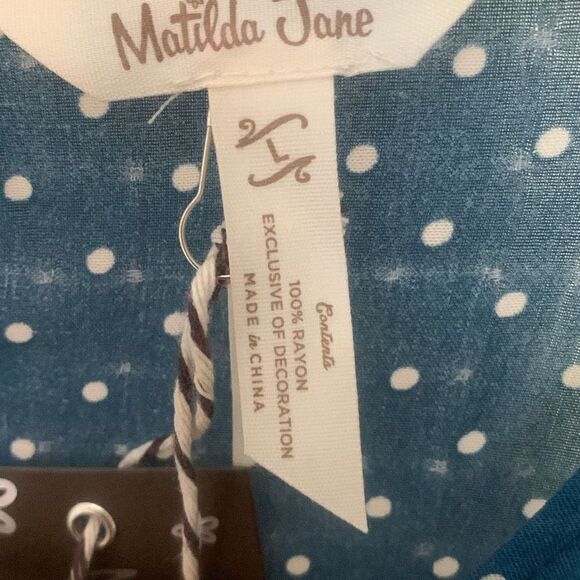 Matilda Jane
L
Contents
100% RAYON
EXCLUSIVE OF DECORATION
MADE in CHINA